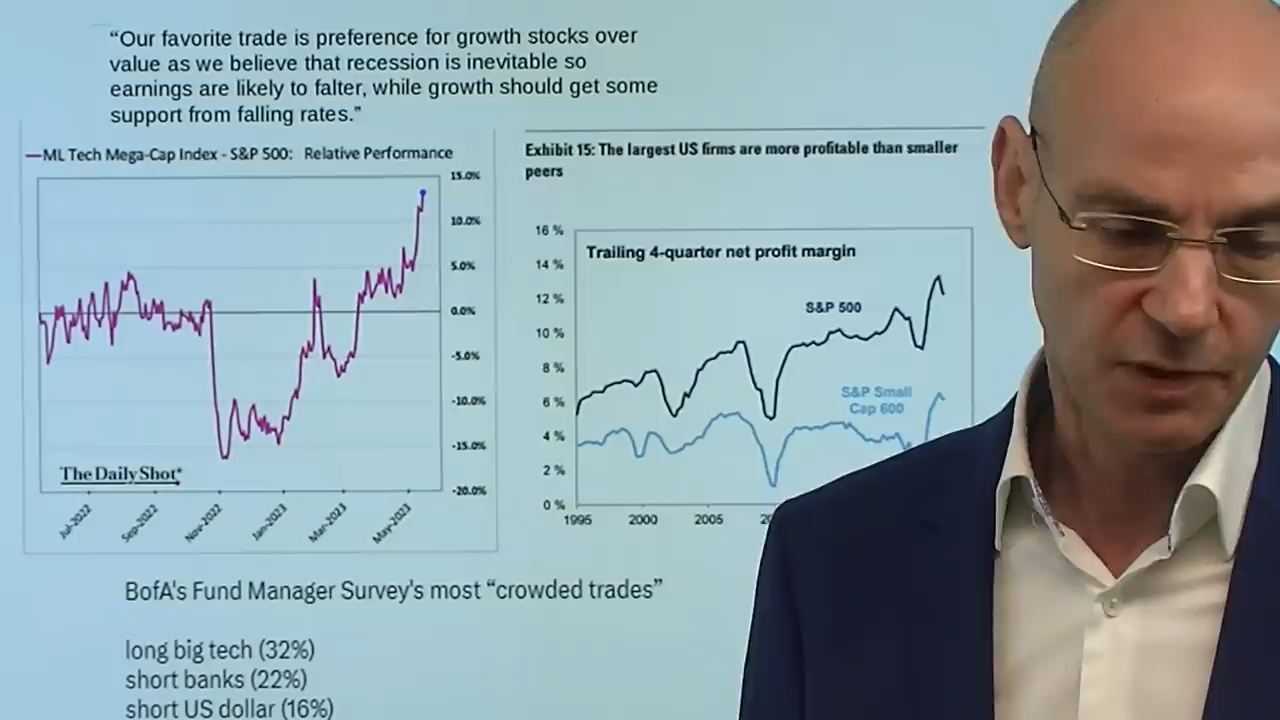 “Our favorite trade is preference for growth stocks over
value as we believe that recession is inevitable so
earnings are likely to falter, while growth should get some
support from falling rates.”
ML Tech Mega-Cap Index - S&P 500: Relative Performance
15.0%
10.0%
5.0%
0.0%
-5.0%
-10.0%
-15.0%
-20.0%
The Daily Shot
Jul-2022
Sep-2022
Nov-2022
Jan-2023
Mar-2023
May-2023
Exhibit 15: The largest US firms are more profitable than smaller
peers
16 %
14 %
12 %
10 %
8 %
6 %
4 %
2 %
0 %
Trailing 4-quarter net profit margin
S&P 500
S&P Small
Cap 600
1995
2000
2005
BofA's Fund Manager Survey's most “crowded trades”
long big tech (32%)
short banks (22%)
short US dollar (16%)